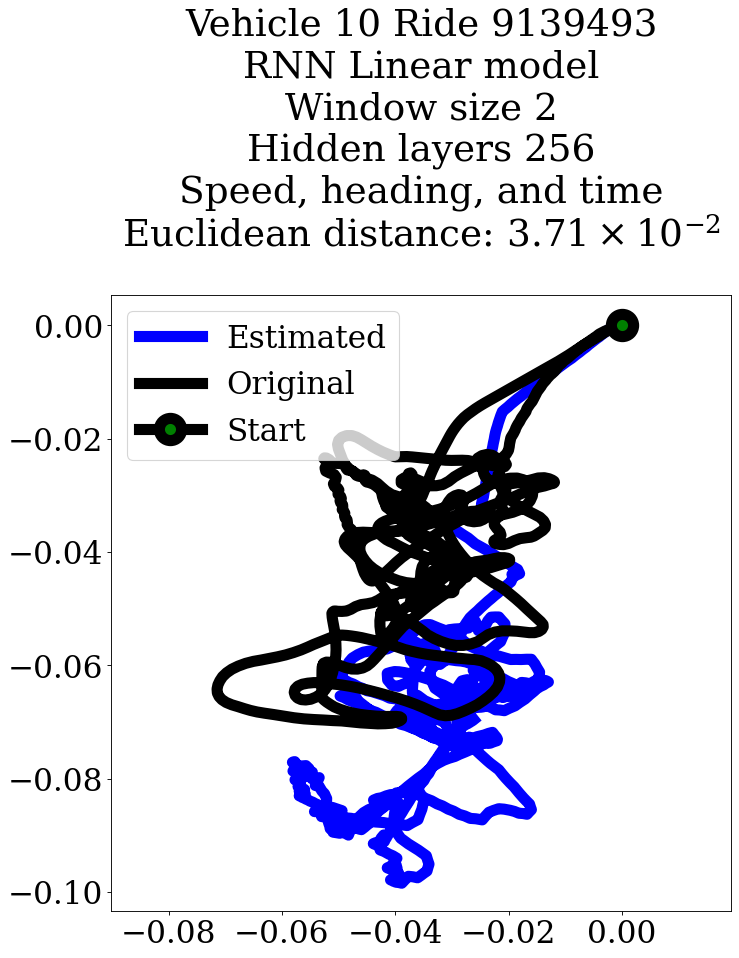 Vehicle 10 Ride 9139493
RNN Linear model
Window size 2
Hidden layers 256
Speed, heading, and time
Euclidean distance: 3.71 × 10⁻²
Estimated
Original
Start
0.00
−0.02
−0.04
−0.06
−0.08
−0.10
−0.08 −0.06 −0.04 −0.02 0.00